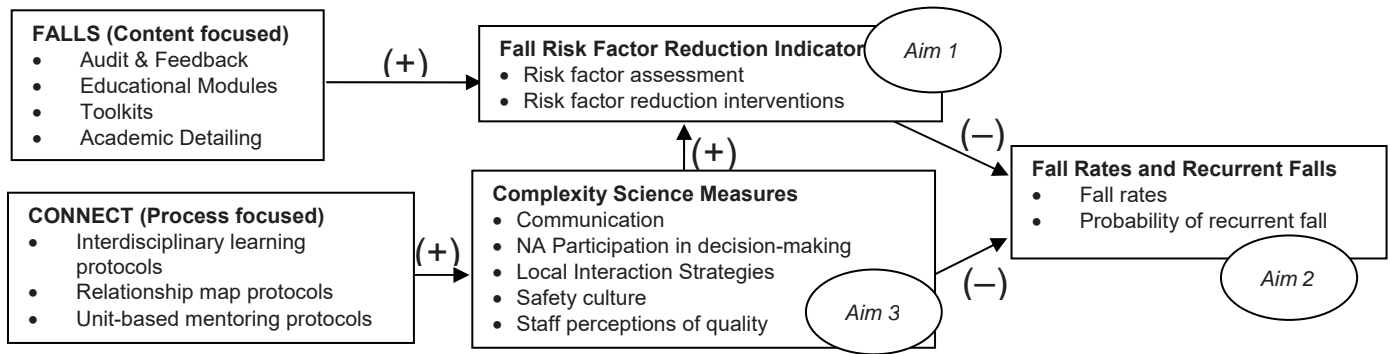 FALLS (Content focused)
• Audit & Feedback
• Educational Modules
• Toolkits
• Academic Detailing
(+)
Fall Risk Factor Reduction Indicator
• Risk factor assessment
• Risk factor reduction interventions
Aim 1
(+)
(–)
CONNECT (Process focused)
• Interdisciplinary learning
protocols
• Relationship map protocols
• Unit-based mentoring protocols
(+)
Complexity Science Measures
• Communication
• NA Participation in decision-making
• Local Interaction Strategies
• Safety culture
• Staff perceptions of quality
Aim 3
(–)
Fall Rates and Recurrent Falls
• Fall rates
• Probability of recurrent fall
Aim 2